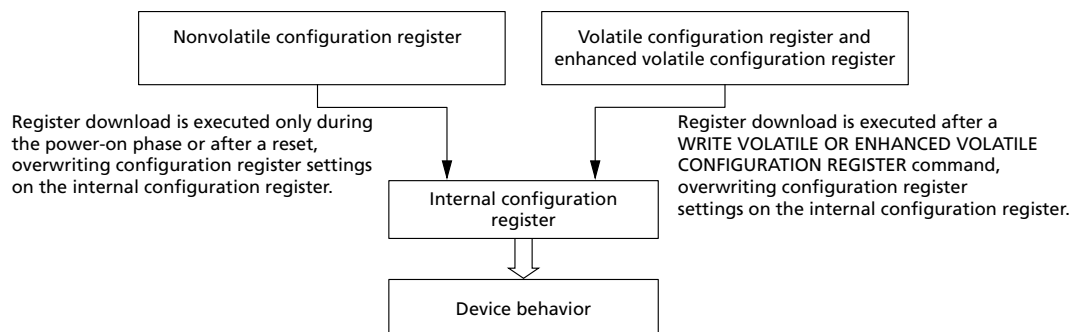 Nonvolatile configuration register
Volatile configuration register and
enhanced volatile configuration register
Register download is executed only during
the power-on phase or after a reset,
overwriting configuration register settings
on the internal configuration register.
Register download is executed after a
WRITE VOLATILE OR ENHANCED VOLATILE
CONFIGURATION REGISTER command,
overwriting configuration register
settings on the internal configuration register.
Internal configuration
register
Device behavior